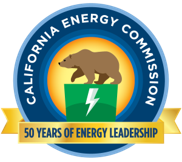 CALIFORNIA ENERGY COMMISSION
50 YEARS OF ENERGY LEADERSHIP